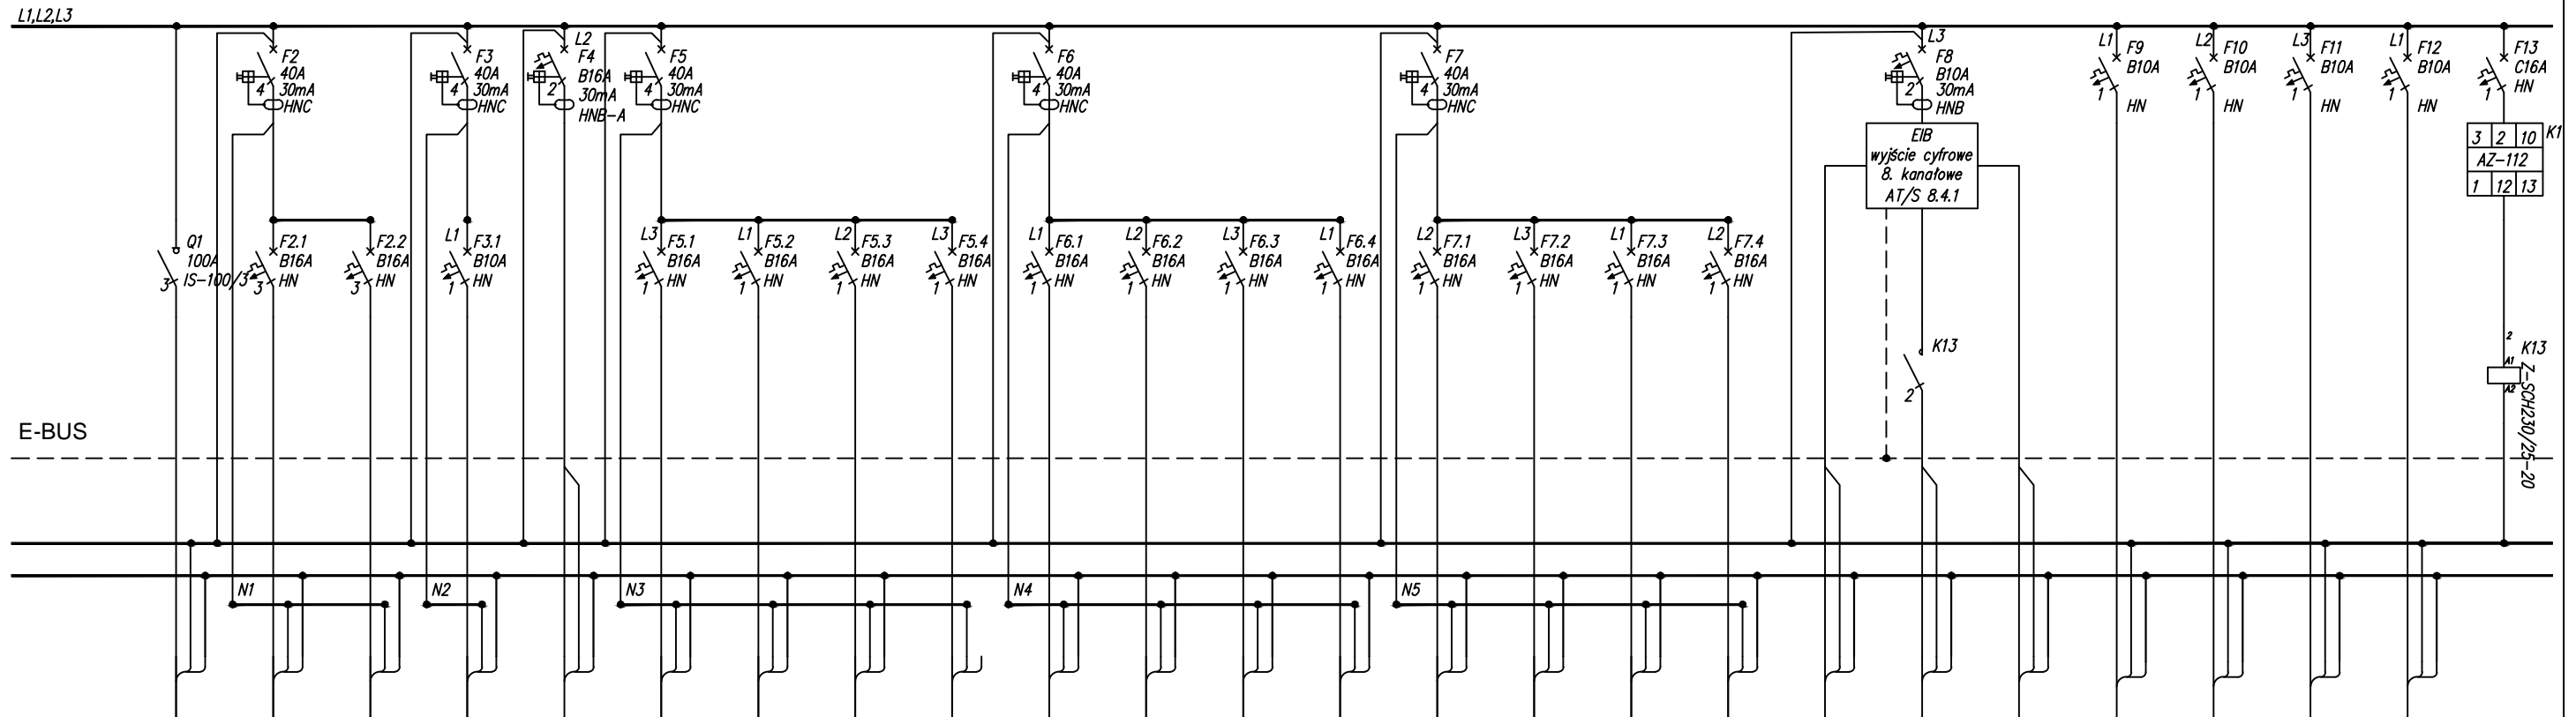 L1,L2,L3
F2
40A
30mA
HNC
4
F3
40A
30mA
HNC
4
L2
F4
B16A
30mA
HNB-A
2
F5
40A
30mA
HNC
4
F6
40A
30mA
HNC
4
F7
40A
30mA
HNC
4
L3
F8
B10A
30mA
HNB
2
L1
F9
B10A
HN
1
L2
F10
B10A
HN
1
L3
F11
B10A
HN
1
L1
F12
B10A
HN
1
F13
C16A
HN
1
EIB
wyjście cyfrowe
8. kanałowe
AT/S 8.4.1
3 2 10 K1
AZ-112
1 12 13
Q1
100A
IS-100/3
3
F2.1
B16A
HN
3
F2.2
B16A
HN
3
L1
F3.1
B10A
HN
1
L3
F5.1
B16A
HN
1
L1
F5.2
B16A
HN
1
L2
F5.3
B16A
HN
1
L3
F5.4
B16A
HN
1
L1
F6.1
B16A
HN
1
L2
F6.2
B16A
HN
1
L3
F6.3
B16A
HN
1
L1
F6.4
B16A
HN
1
L2
F7.1
B16A
HN
1
L3
F7.2
B16A
HN
1
L1
F7.3
B16A
HN
1
L2
F7.4
B16A
HN
1
K13
2
2
K13
A1
A2
Z-SCH230/25-20
E-BUS
N1
N2
N3
N4
N5